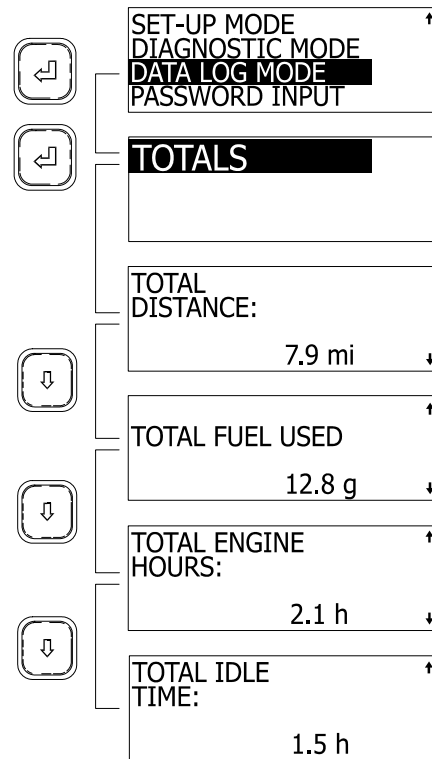 SET-UP MODE
DIAGNOSTIC MODE
DATA LOG MODE
PASSWORD INPUT
TOTALS
TOTAL
DISTANCE:
7.9 mi
TOTAL FUEL USED
12.8 g
TOTAL ENGINE
HOURS:
2.1 h
TOTAL IDLE
TIME:
1.5 h